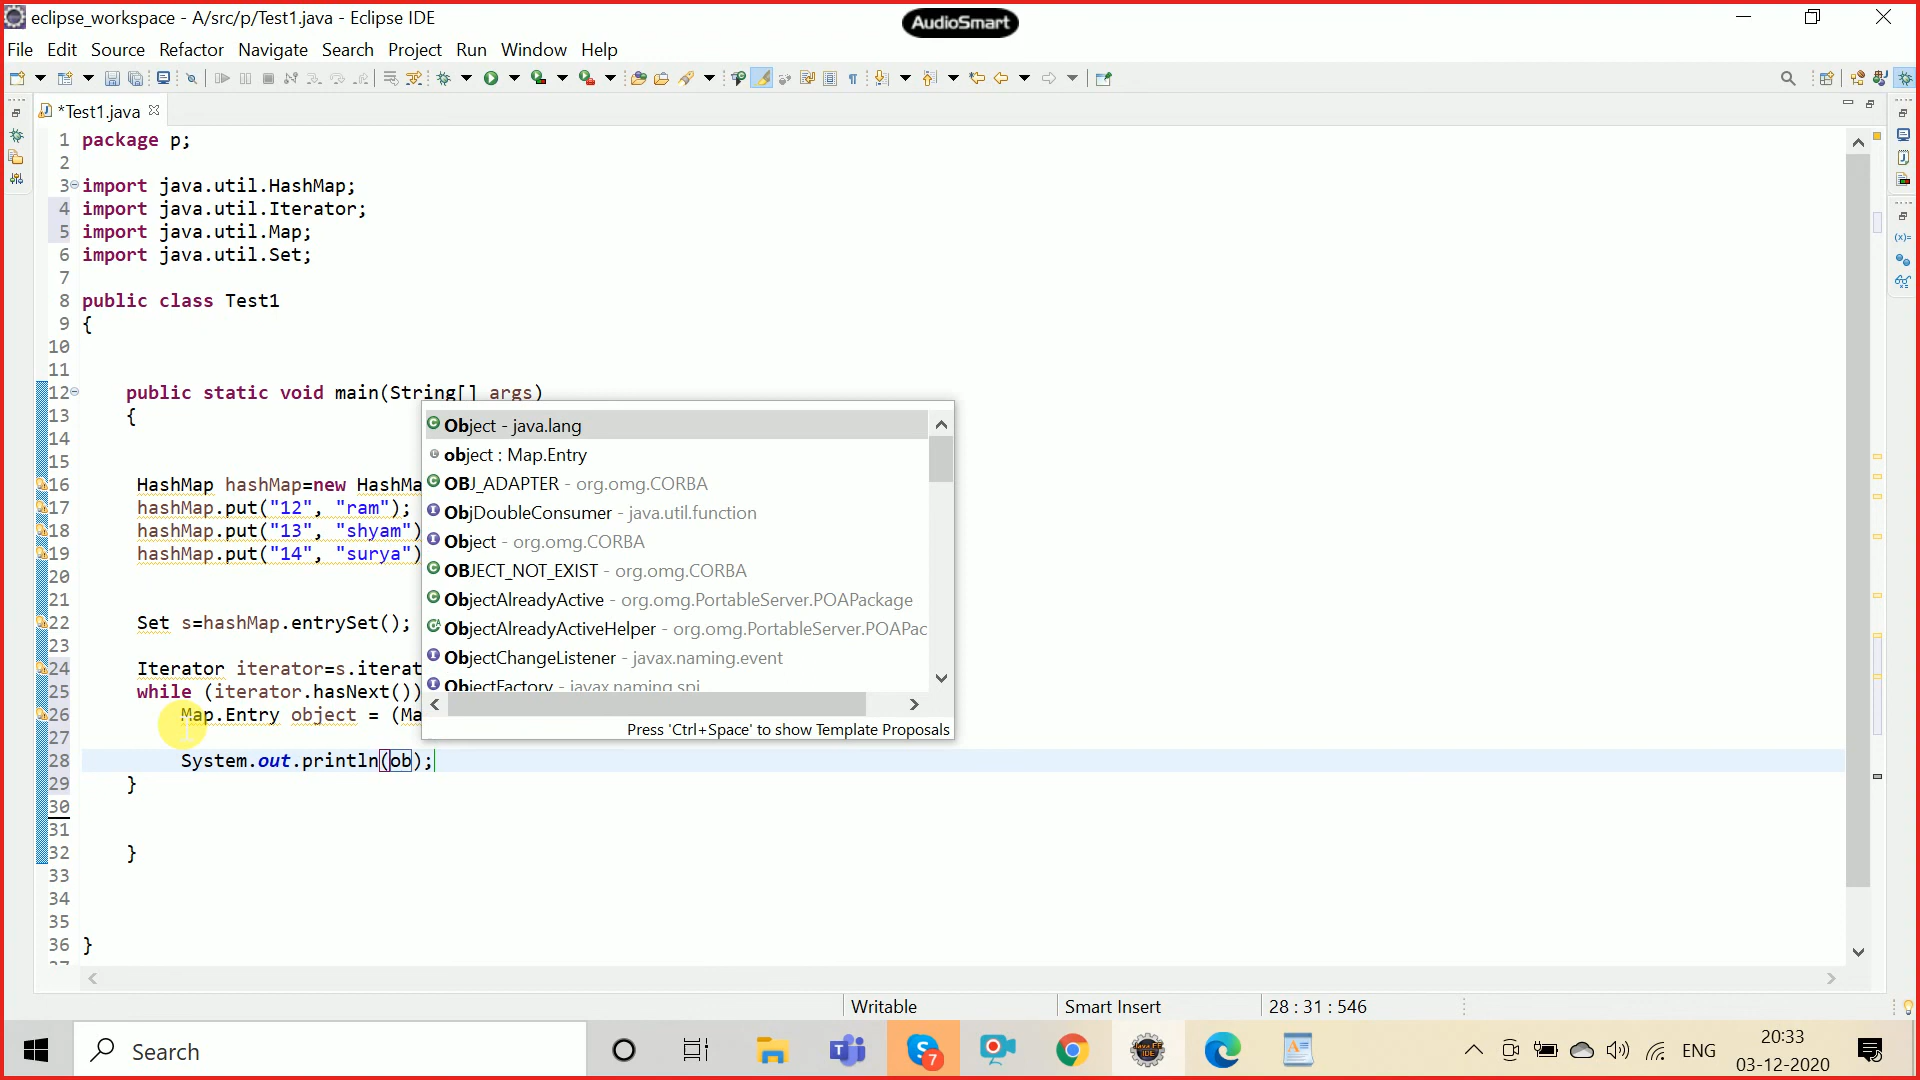 eclipse_workspace - A/src/p/Test1.java - Eclipse IDE
AudioSmart
File Edit Source Refactor Navigate Search Project Run Window Help
*Test1.java
1 package p;
2
3 import java.util.HashMap;
4 import java.util.Iterator;
5 import java.util.Map;
6 import java.util.Set;
7
8 public class Test1
9 {
10
11
12 public static void main(String[] args)
13 {
14
15
16 HashMap hashMap=new HashMa
17 hashMap.put("12", "ram");
18 hashMap.put("13", "shyam")
19 hashMap.put("14", "surya")
20
21
22 Set s=hashMap.entrySet();
23
24 Iterator iterator=s.iterat
25 while (iterator.hasNext())
26 Map.Entry object = (Ma
27
28 System.out.println(ob);
29 }
30
31
32 }
33
34
35
36 }
37
Object - java.lang
object : Map.Entry
OBJ_ADAPTER - org.omg.CORBA
ObjDoubleConsumer - java.util.function
Object - org.omg.CORBA
OBJECT_NOT_EXIST - org.omg.CORBA
ObjectAlreadyActive - org.omg.PortableServer.POAPackage
ObjectAlreadyActiveHelper - org.omg.PortableServer.POAPac
ObjectChangeListener - javax.naming.event
ObjectFactory - javax.naming.spi
Press 'Ctrl+Space' to show Template Proposals
Writable Smart Insert 28 : 31 : 546
Search
7
ENG
20:33
03-12-2020